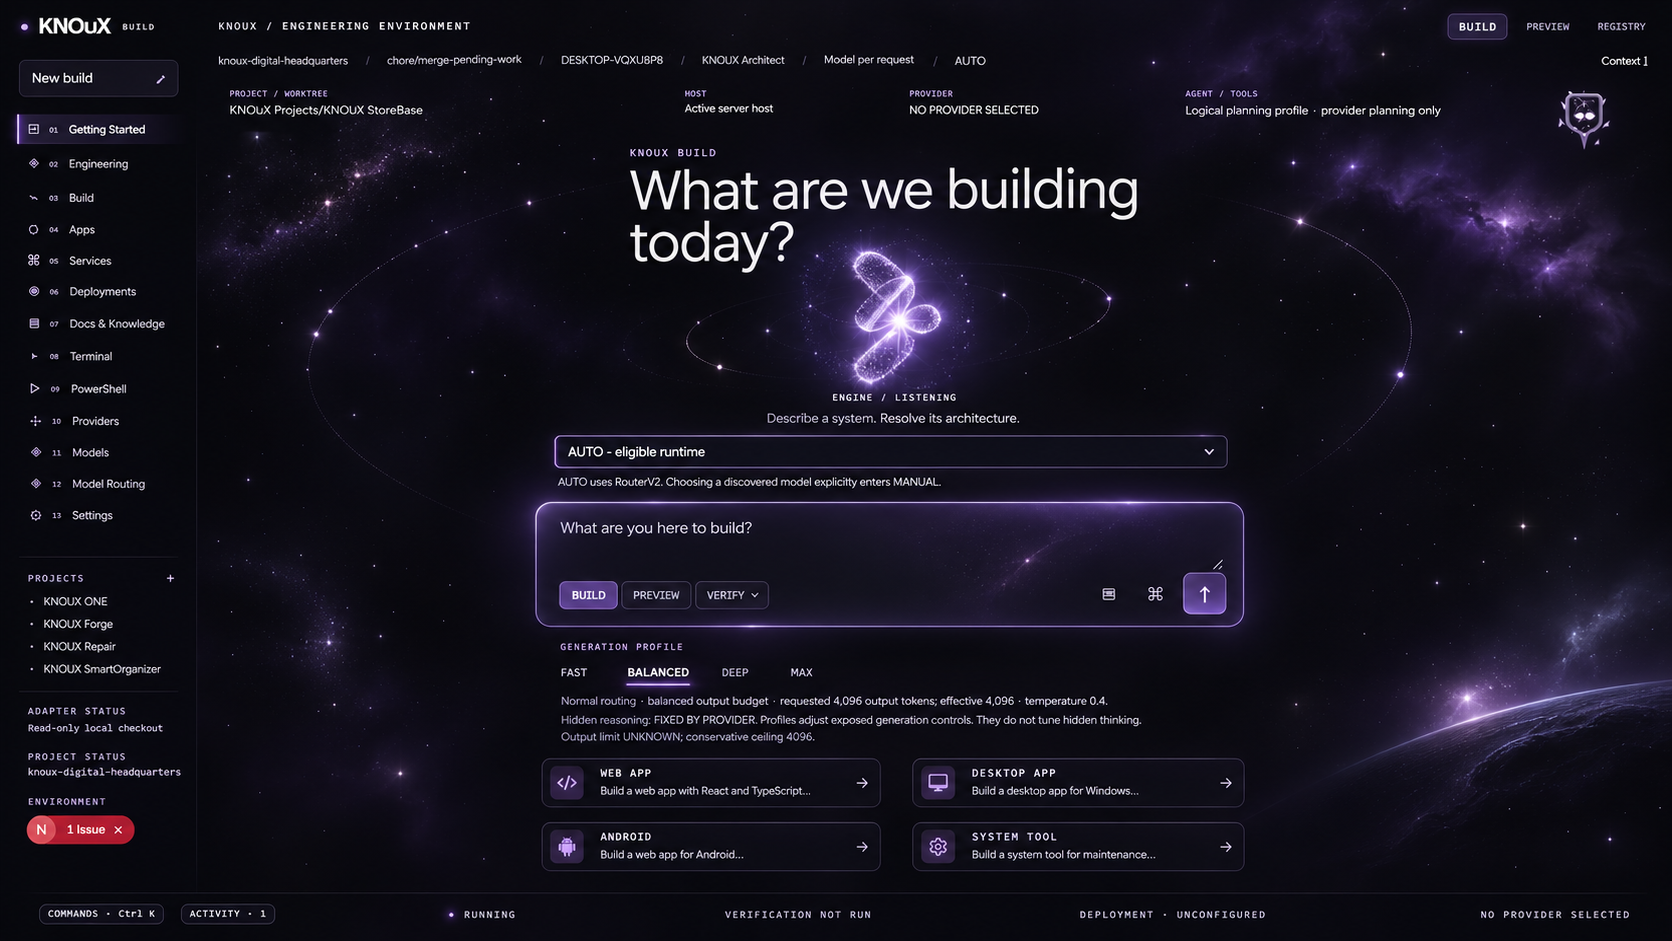 KNOuX BUILD
KNOUX / ENGINEERING ENVIRONMENT
BUILD PREVIEW REGISTRY
knoux-digital-headquarters / chore/merge-pending-work / DESKTOP-VQXU8P8 / KNOUX Architect / Model per request / AUTO
Context 1
New build
01 Getting Started
02 Engineering
03 Build
04 Apps
05 Services
06 Deployments
07 Docs & Knowledge
08 Terminal
09 PowerShell
10 Providers
11 Models
12 Model Routing
13 Settings
PROJECTS +
• KNOUX ONE
• KNOUX Forge
• KNOUX Repair
• KNOUX SmartOrganizer
ADAPTER STATUS
Read-only local checkout
PROJECT STATUS
knoux-digital-headquarters
ENVIRONMENT
N 1 Issue ×
PROJECT / WORKTREE
KNOuX Projects/KNOUX StoreBase
HOST
Active server host
PROVIDER
NO PROVIDER SELECTED
AGENT / TOOLS
Logical planning profile · provider planning only
KNOUX BUILD
What are we building
today?
ENGINE / LISTENING
Describe a system. Resolve its architecture.
AUTO - eligible runtime
AUTO uses RouterV2. Choosing a discovered model explicitly enters MANUAL.
What are you here to build?
BUILD PREVIEW VERIFY
GENERATION PROFILE
FAST BALANCED DEEP MAX
Normal routing · balanced output budget · requested 4,096 output tokens; effective 4,096 · temperature 0.4.
Hidden reasoning: FIXED BY PROVIDER. Profiles adjust exposed generation controls. They do not tune hidden thinking.
Output limit UNKNOWN; conservative ceiling 4096.
WEB APP
Build a web app with React and TypeScript...
DESKTOP APP
Build a desktop app for Windows...
ANDROID
Build a web app for Android...
SYSTEM TOOL
Build a system tool for maintenance...
COMMANDS · Ctrl K
ACTIVITY · 1
RUNNING
VERIFICATION NOT RUN
DEPLOYMENT · UNCONFIGURED
NO PROVIDER SELECTED